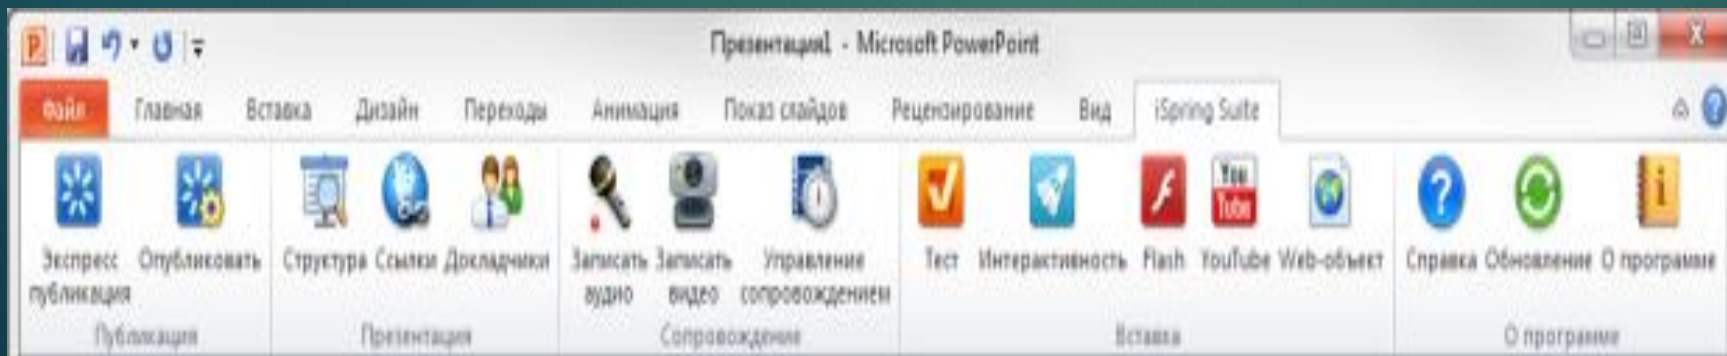 Презентация1 - Microsoft PowerPoint
Файл Главная Вставка Дизайн Переходы Анимация Показ слайдов Рецензирование Вид iSpring Suite
Экспресс публикация Опубликовать Структура Ссылки Докладчики Записать аудио Записать видео Управление сопровождением Тест Интерактивность Flash YouTube Web-объект Справка Обновление О программе
You Tube
Публикация Презентация Сопровождение Вставка О программе